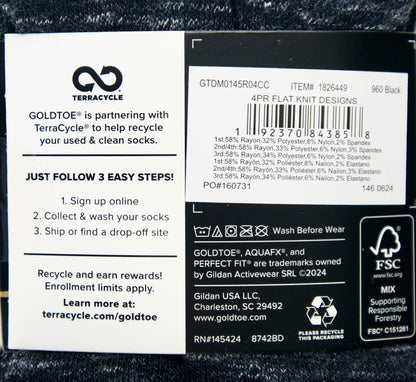 TERRACYCLE®
GOLDTOE® is partnering with
TerraCycle® to help recycle
your used & clean socks.
JUST FOLLOW 3 EASY STEPS!
1. Sign up online
2. Collect & wash your socks
3. Ship or find a drop-off site
Recycle and earn rewards!
Enrollment limits apply.
Learn more at:
terracycle.com/goldtoe
GTDM0145R04CC ITEM# 1826449 960 Black
4PR FLAT KNIT DESIGNS
1 92370 84385 8
1st:58% Rayon,32% Polyester,8% Nylon,2% Spandex
2nd/4th:58% Rayon,33% Polyester,6% Nylon,3% Spandex
3rd:58% Rayon,34% Polyester,6% Nylon,2% Spandex
1st:58% Rayon,32% Poliéster,8% Nailon,2% Elastano
2nd/4th:58% Rayon,33% Poliéster,6% Nailon,3% Elastano
3rd:58% Rayon,34% Poliéster,6% Nailon,2% Elastano
PO#160731 146 0624
Wash Before Wear
GOLDTOE®, AQUAFX®, and
PERFECT FIT® are trademarks owned
by Gildan Activewear SRL ©2024
Gildan USA LLC,
Charleston, SC 29492
www.goldtoe.com
RN#145424 8742BD
PLEASE RECYCLE
THIS PACKAGING
FSC
www.fsc.org
MIX
Supporting
Responsible
Forestry
FSC® C151261